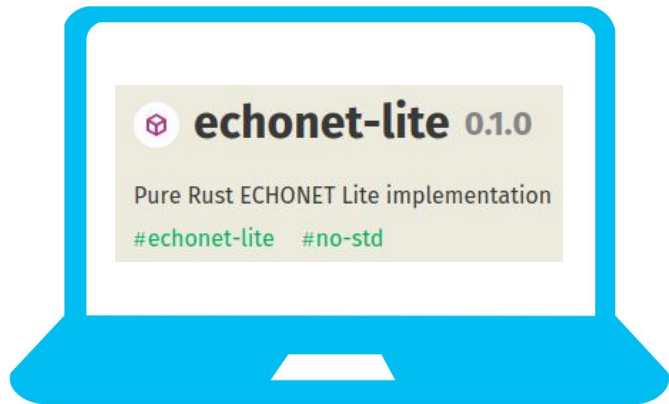 echonet-lite 0.1.0
Pure Rust ECHONET Lite implementation
#echonet-lite #no-std